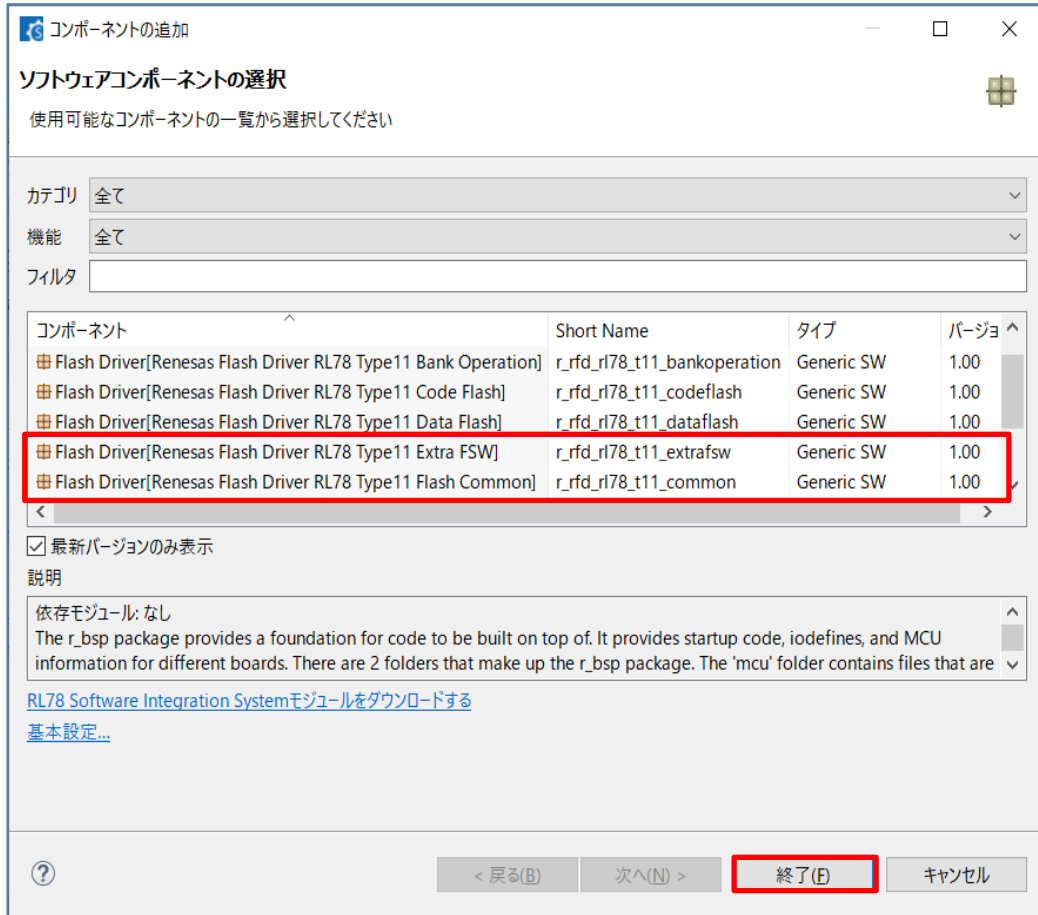 コンポーネントの追加
ソフトウェアコンポーネントの選択
使用可能なコンポーネントの一覧から選択してください
カテゴリ 全て
機能 全て
フィルタ
コンポーネント Short Name タイプ バージョ
Flash Driver[Renesas Flash Driver RL78 Type11 Bank Operation] r_rfd_rl78_t11_bankoperation Generic SW 1.00
Flash Driver[Renesas Flash Driver RL78 Type11 Code Flash] r_rfd_rl78_t11_codeflash Generic SW 1.00
Flash Driver[Renesas Flash Driver RL78 Type11 Data Flash] r_rfd_rl78_t11_dataflash Generic SW 1.00
Flash Driver[Renesas Flash Driver RL78 Type11 Extra FSW] r_rfd_rl78_t11_extrafsw Generic SW 1.00
Flash Driver[Renesas Flash Driver RL78 Type11 Flash Common] r_rfd_rl78_t11_common Generic SW 1.00
最新バージョンのみ表示
説明
依存モジュール: なし
The r_bsp package provides a foundation for code to be built on top of. It provides startup code, iodefines, and MCU
information for different boards. There are 2 folders that make up the r_bsp package. The 'mcu' folder contains files that are
RL78 Software Integration Systemモジュールをダウンロードする
基本設定...
< 戻る(B) 次へ(N) > 終了(F) キャンセル